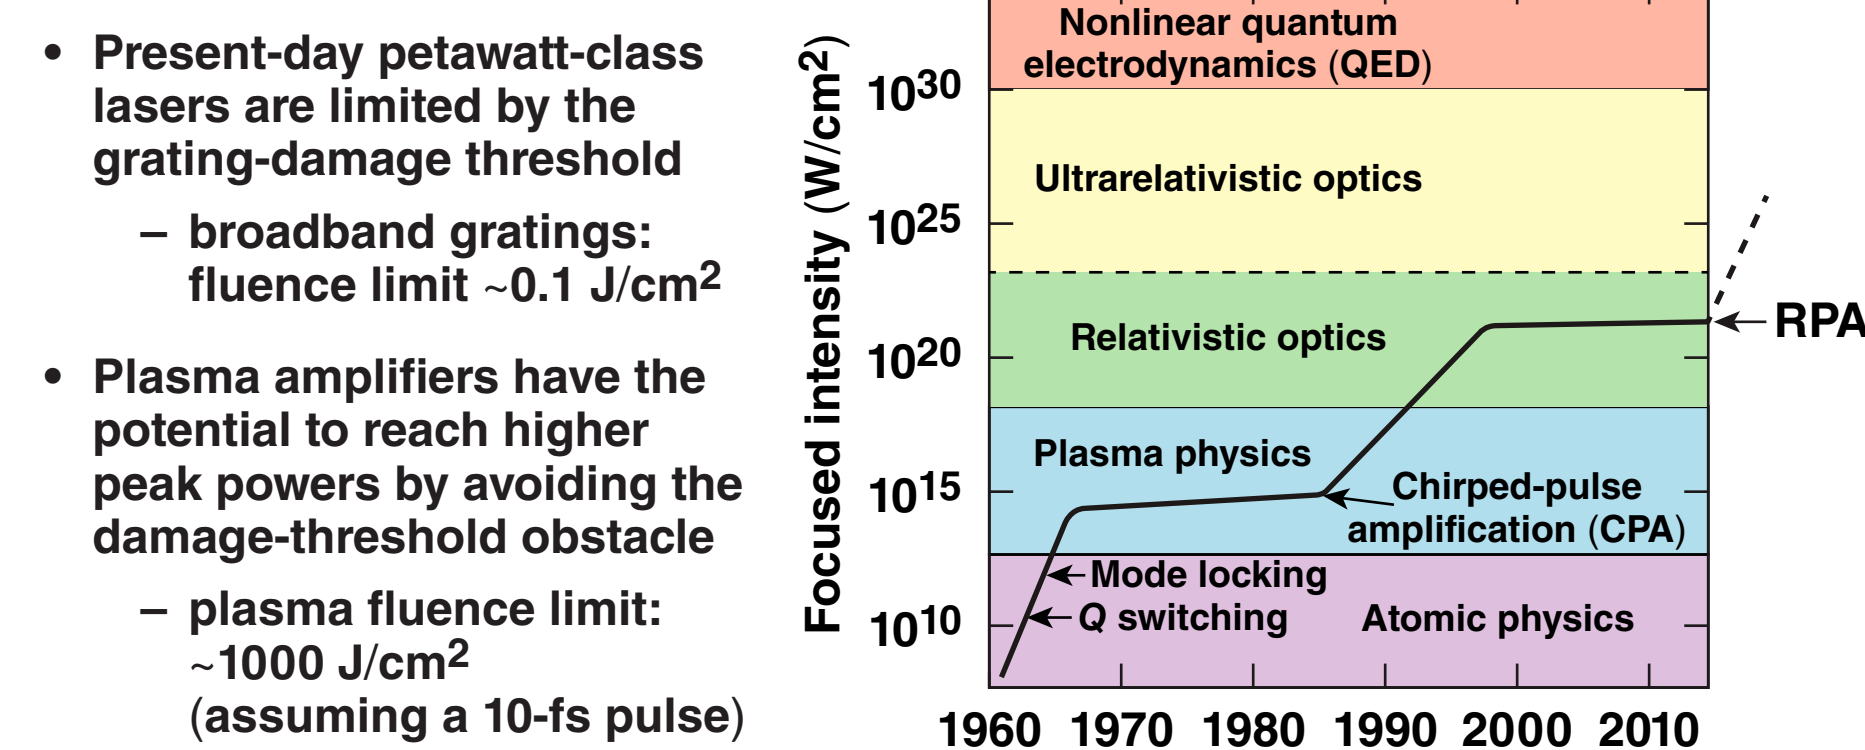 • Present-day petawatt-class
lasers are limited by the
grating-damage threshold
– broadband gratings:
fluence limit ~0.1 J/cm²
• Plasma amplifiers have the
potential to reach higher
peak powers by avoiding the
damage-threshold obstacle
– plasma fluence limit:
~1000 J/cm²
(assuming a 10-fs pulse)
Focused intensity (W/cm²)
10³⁰
10²⁵
10²⁰
10¹⁵
10¹⁰
Nonlinear quantum
electrodynamics (QED)
Ultrarelativistic optics
Relativistic optics
RPA
Plasma physics
Chirped-pulse
amplification (CPA)
Mode locking
Q switching
Atomic physics
1960 1970 1980 1990 2000 2010